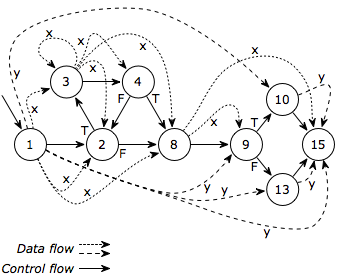 x x x
y x
3 4 10 y
x F T x
T x T
1 2 F 8 9 15
F
x x y y 13 y
y
Data flow
Control flow